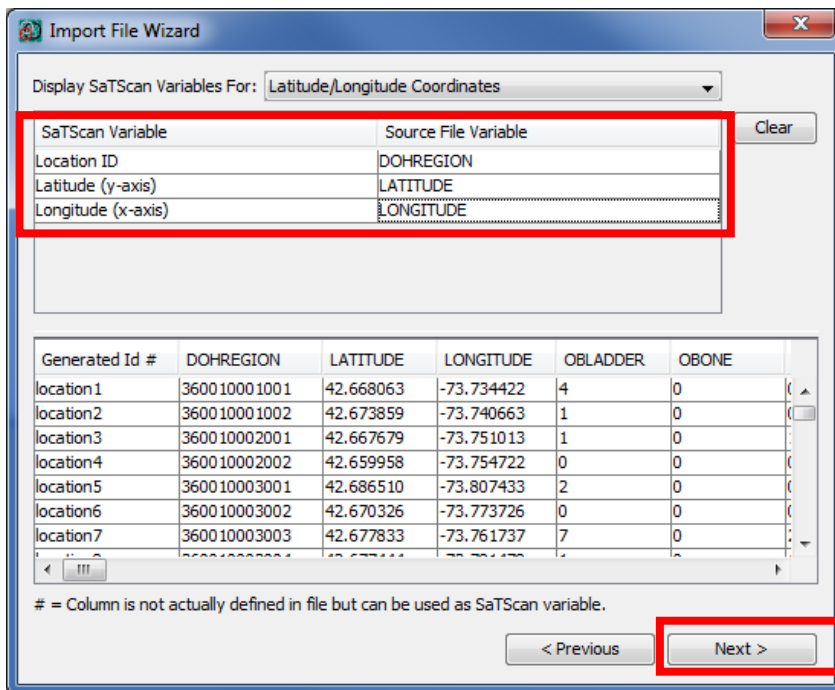 Import File Wizard
Display SaTScan Variables For: Latitude/Longitude Coordinates
SaTScan Variable Source File Variable Clear
Location ID DOHREGION
Latitude (y-axis) LATITUDE
Longitude (x-axis) LONGITUDE
Generated Id # DOHREGION LATITUDE LONGITUDE OBLADDER OBONE
location1 360010001001 42.668063 -73.734422 4 0
location2 360010001002 42.673859 -73.740663 1 0
location3 360010002001 42.667679 -73.751013 1 0
location4 360010002002 42.659958 -73.754722 0 0
location5 360010003001 42.686510 -73.807433 2 0
location6 360010003002 42.670326 -73.773726 0 0
location7 360010003003 42.677833 -73.761737 7 0
# = Column is not actually defined in file but can be used as SaTScan variable.
< Previous Next >